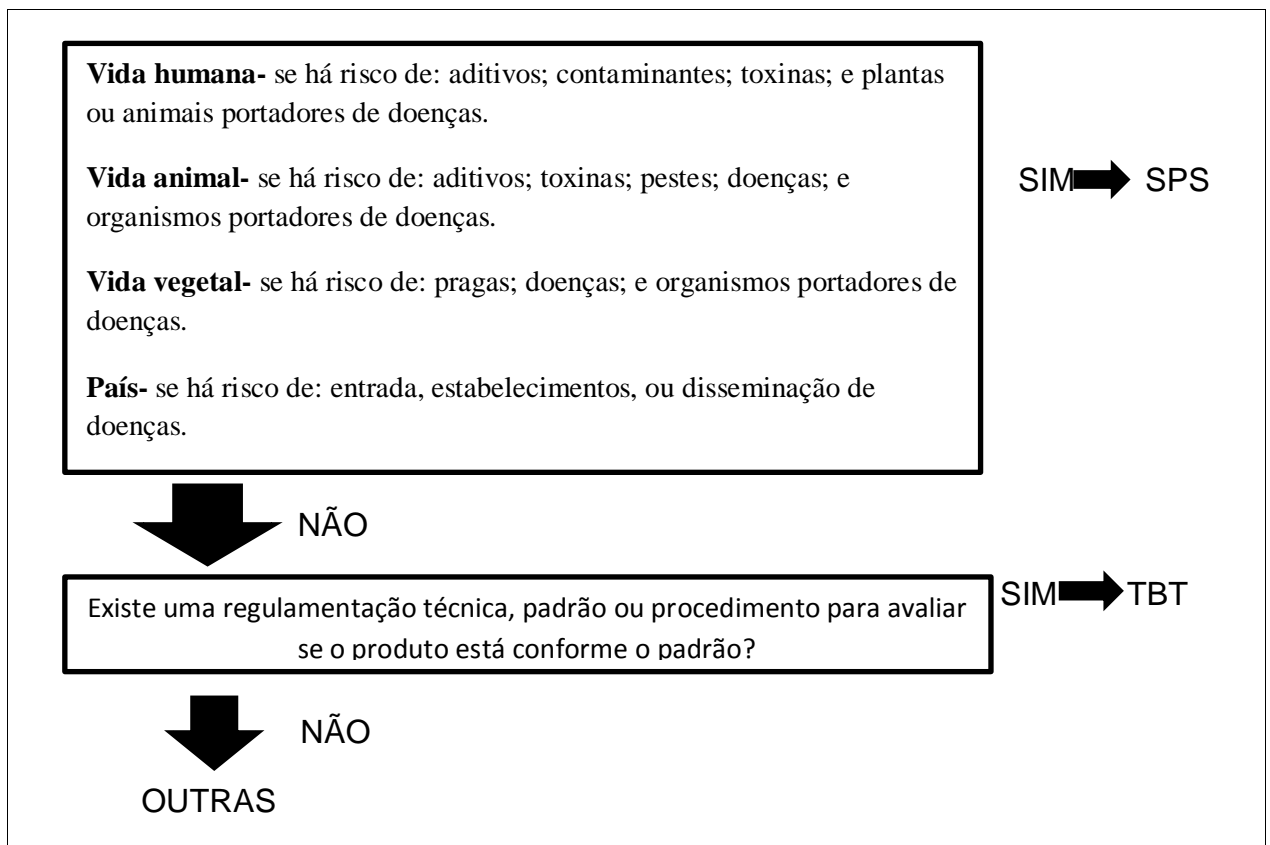 Vida humana- se há risco de: aditivos; contaminantes; toxinas; e plantas
ou animais portadores de doenças.
Vida animal- se há risco de: aditivos; toxinas; pestes; doenças; e
organismos portadores de doenças.
SIM SPS
Vida vegetal- se há risco de: pragas; doenças; e organismos portadores de
doenças.
País- se há risco de: entrada, estabelecimentos, ou disseminação de
doenças.
NÃO
Existe uma regulamentação técnica, padrão ou procedimento para avaliar
se o produto está conforme o padrão?
SIM TBT
NÃO
OUTRAS